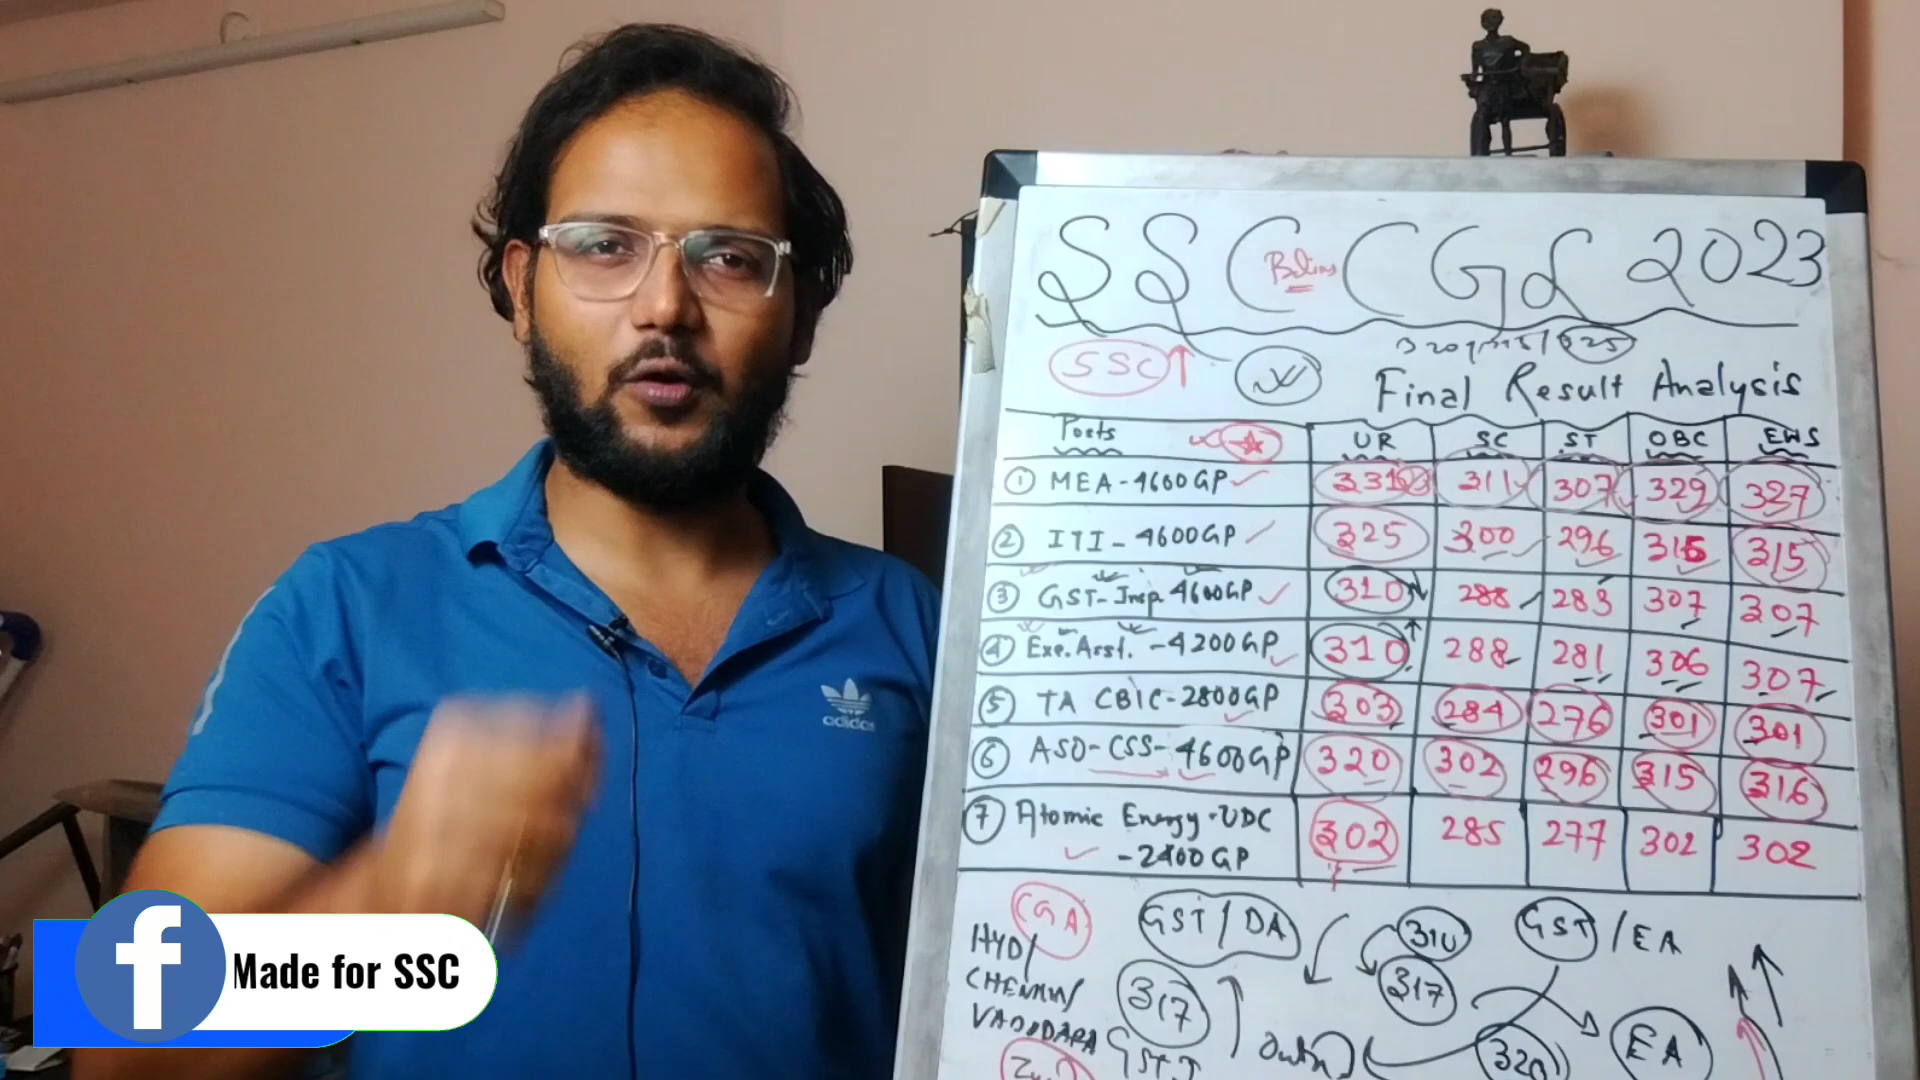 SSC CGL 2023
SSC
Final Result Analysis
Posts UR SC ST OBC EWS
① MEA-4600GP 311 307 329 327
② ITI-4600GP 325 300 296 315 315
③ GST-Insp. 4600GP 310 288 283 307 307
④ Exe. Asst. -4200GP 310 288 281 306 307
⑤ TA CBIC-2800GP 303 284 276 301 301
⑥ ASO-CSS-4600GP 320 302 296 315 316
⑦ Atomic Energy-UDC 302 285 277 302 302
-2400GP
CGA GST/DA 310 GST/EA
HYD/
CHENNAI/ 317 317
VADODARA EA
320
adidas
f Made for SSC